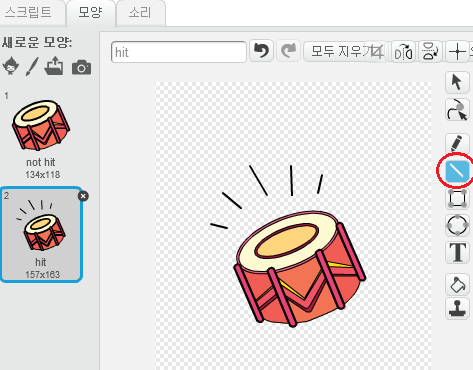 스크립트 모양 소리
새로운 모양:
hit
모두 지우기
1
not hit
134x118
2
hit
157x163
T